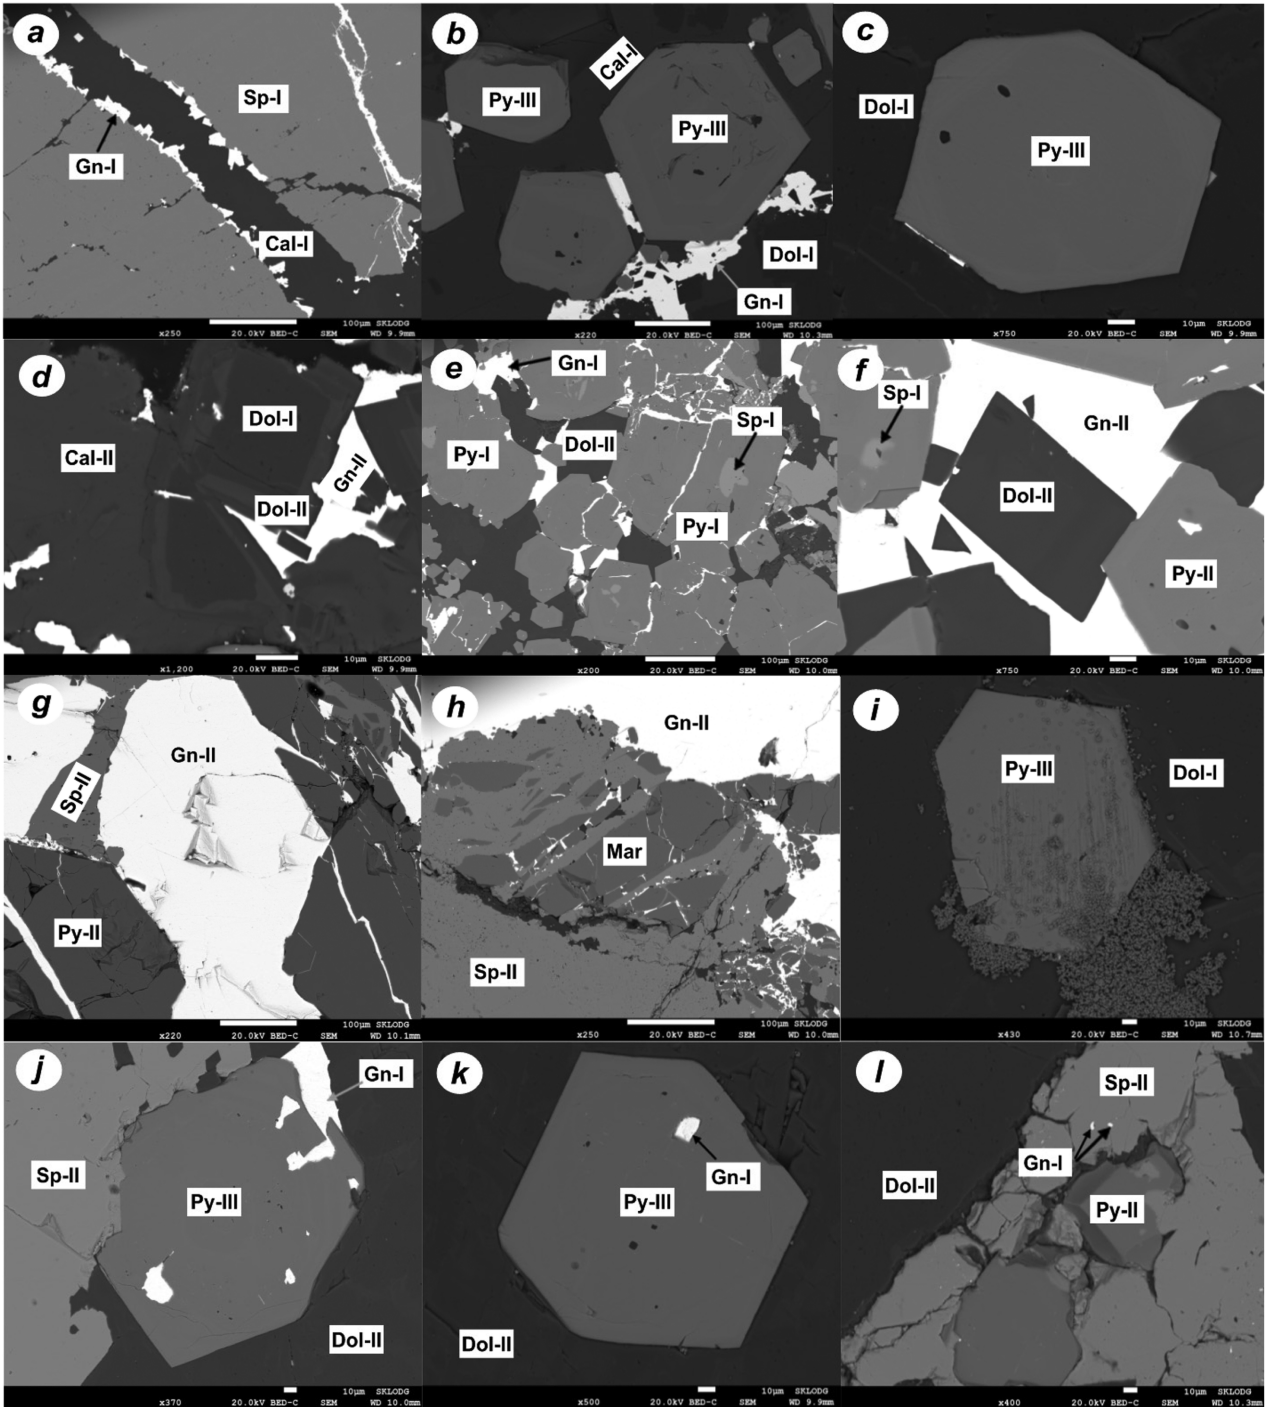 a
Sp-I
Gn-I
Cal-I
100μm SKLODG
x250 20.0kV BED-C SEM WD 9.9mm
b
Cal-I
Py-III
Py-III
Dol-I
Gn-I
100μm SKLODG
x220 20.0kV BED-C SEM WD 10.3mm
c
Dol-I
Py-III
10μm SKLODG
x750 20.0kV BED-C SEM WD 9.9mm
d
Dol-I
Cal-II
Gn-II
Dol-II
10μm SKLODG
x1,200 20.0kV BED-C SEM WD 9.9mm
e
Gn-I
Sp-I
Dol-II
Py-I
Py-I
100μm SKLODG
x200 20.0kV BED-C SEM WD 10.0mm
f
Sp-I
Gn-II
Dol-II
Py-II
10μm SKLODG
x750 20.0kV BED-C SEM WD 10.0mm
g
Gn-II
Sp-II
Py-II
100μm SKLODG
x220 20.0kV BED-C SEM WD 10.1mm
h
Gn-II
Mar
Sp-II
100μm SKLODG
x250 20.0kV BED-C SEM WD 10.0mm
i
Py-III
Dol-I
10μm SKLODG
x430 20.0kV BED-C SEM WD 10.7mm
j
Gn-I
Sp-II
Py-III
Dol-II
10μm SKLODG
x370 20.0kV BED-C SEM WD 10.0mm
k
Gn-I
Py-III
Dol-II
10μm SKLODG
x500 20.0kV BED-C SEM WD 9.9mm
l
Sp-II
Gn-I
Dol-II
Py-II
10μm SKLODG
x400 20.0kV BED-C SEM WD 10.3mm